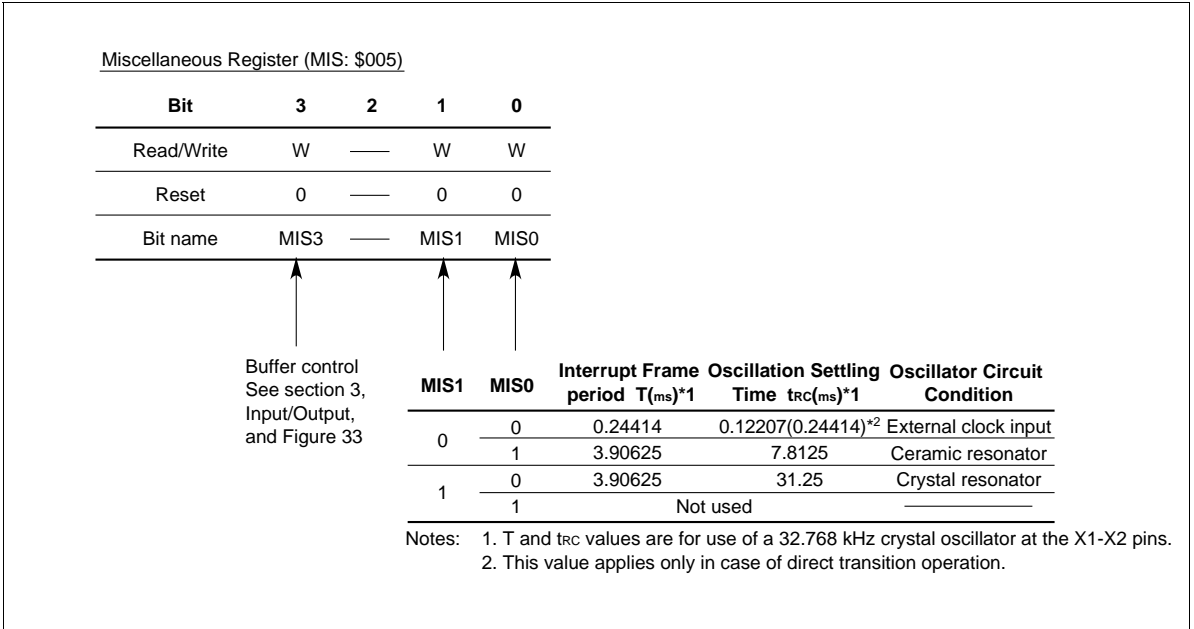 Miscellaneous Register (MIS: $005)
Bit 3 2 1 0
Read/Write W —— W W
Reset 0 —— 0 0
Bit name MIS3 —— MIS1 MIS0
Buffer control
See section 3,
Input/Output,
and Figure 33
MIS1 MIS0 Interrupt Frame period T(ms)*1 Oscillation Settling Time tRC(ms)*1 Oscillator Circuit Condition
0 0 0.24414 0.12207(0.24414)*2 External clock input
1 3.90625 7.8125 Ceramic resonator
1 0 3.90625 31.25 Crystal resonator
1 Not used ——
Notes: 1. T and tRC values are for use of a 32.768 kHz crystal oscillator at the X1-X2 pins.
2. This value applies only in case of direct transition operation.